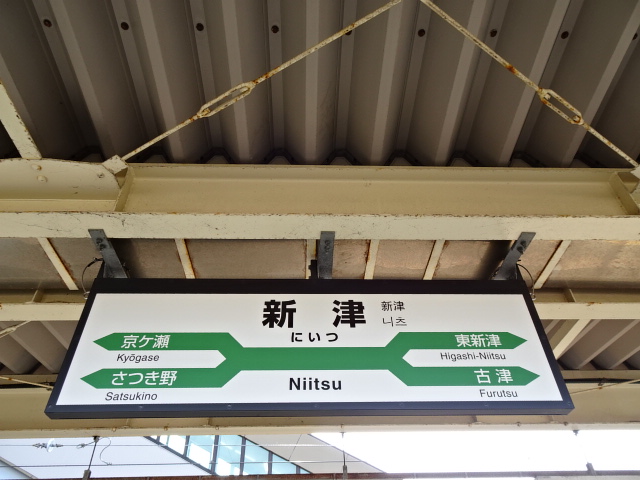 新津
新津
니츠
にいつ
京ケ瀬
Kyōgase
東新津
Higashi-Niitsu
さつき野
Satsukino
Niitsu
古津
Furutsu